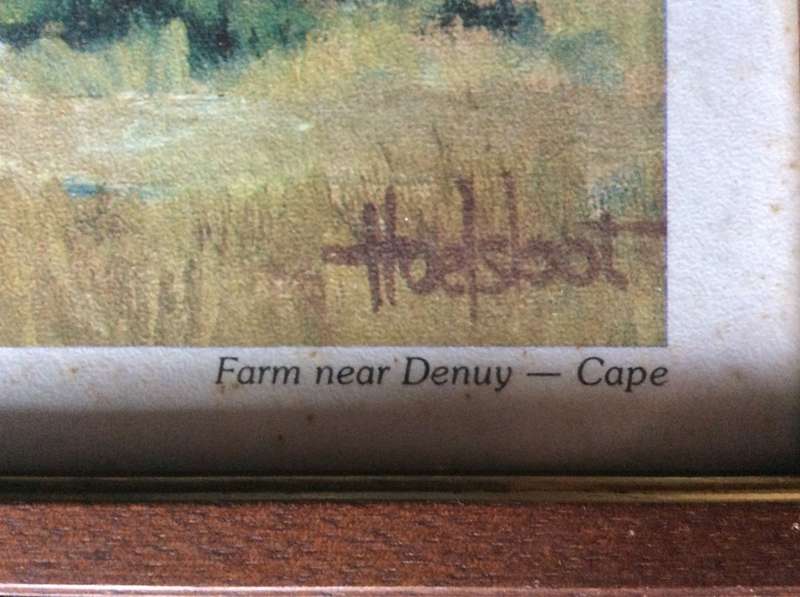 Farm near Denuy — Cape